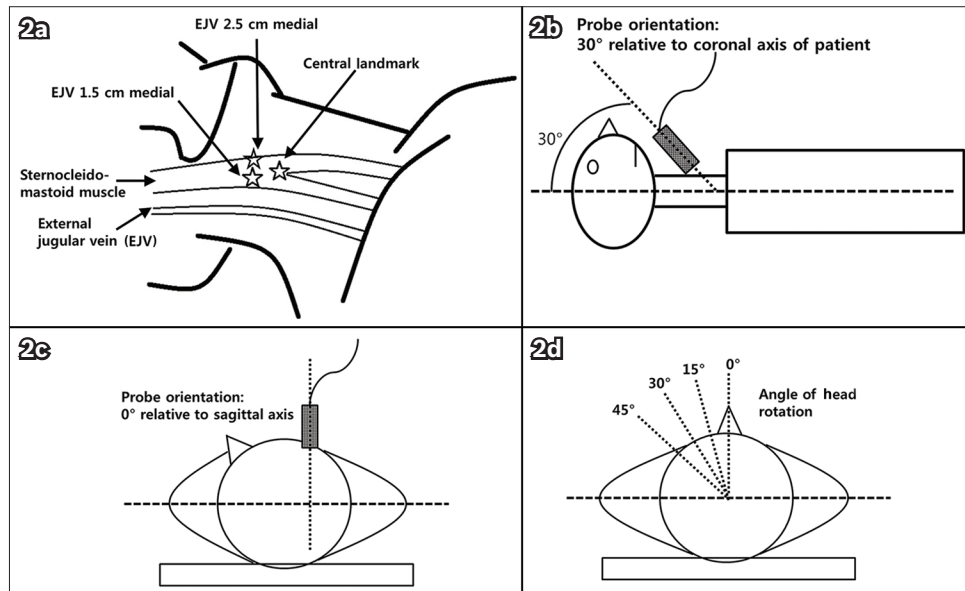 2a
EJV 2.5 cm medial
Central landmark
EJV 1.5 cm medial
Sternocleido-
mastoid muscle
External
jugular vein (EJV)
2b
Probe orientation:
30° relative to coronal axis of patient
30°
2c
Probe orientation:
0° relative to sagittal axis
2d
0°
15°
30°
45°
Angle of head
rotation